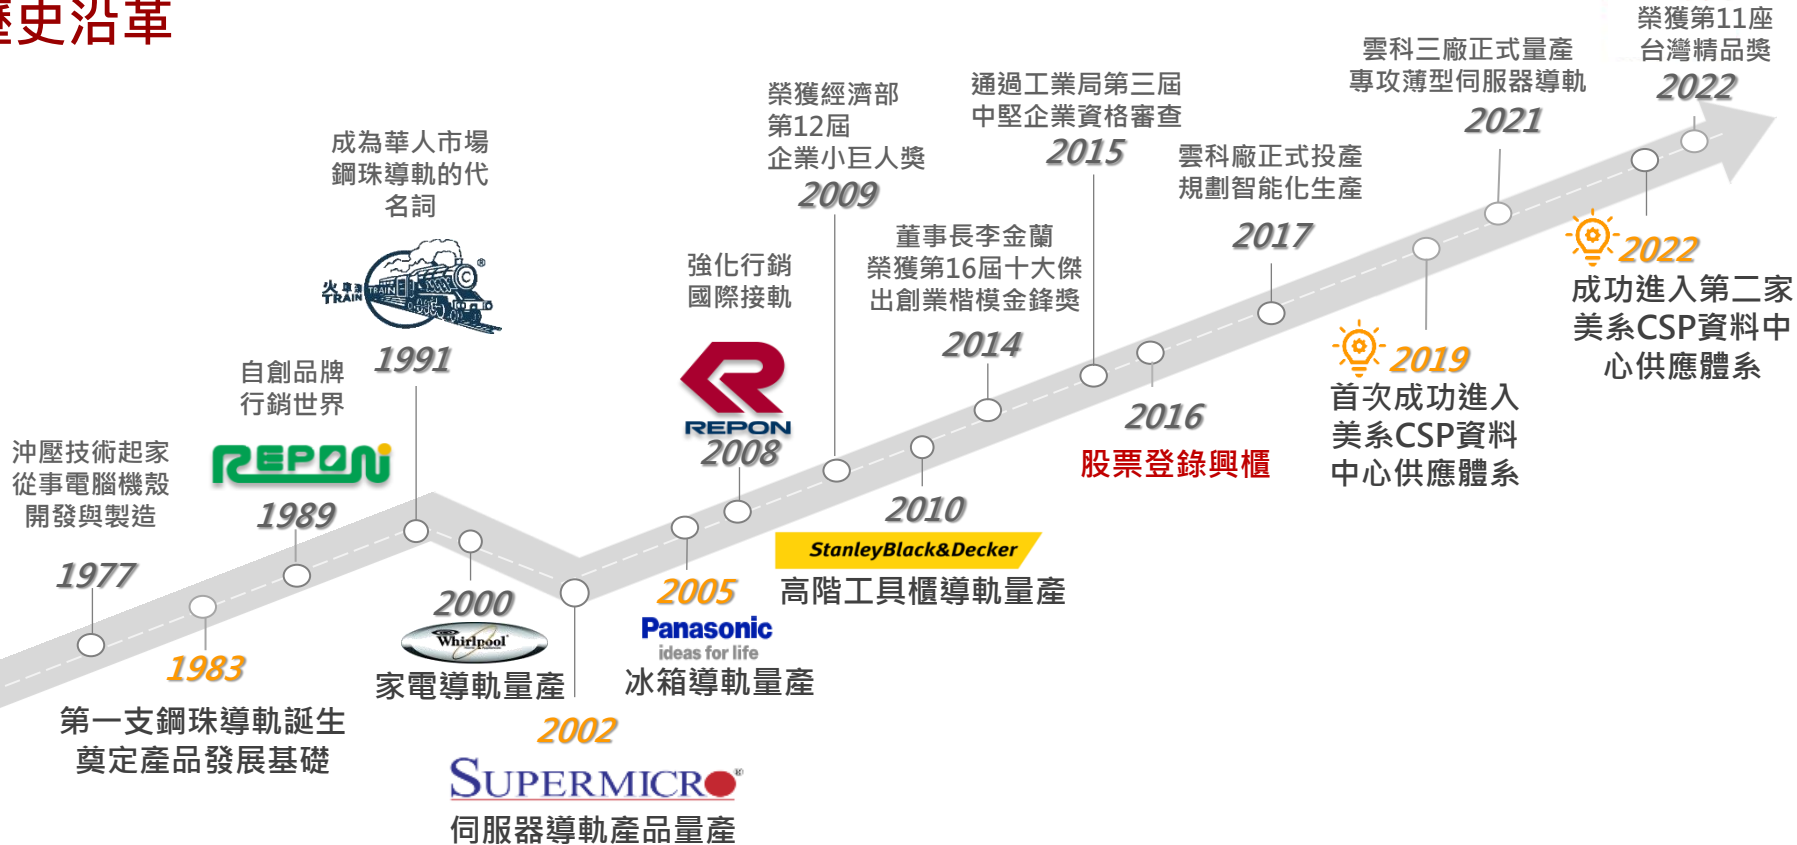 歷史沿革
沖壓技術起家
從事電腦機殼
開發與製造
1977
1983
第一支鋼珠導軌誕生
奠定產品發展基礎
自創品牌
行銷世界
REPON
1989
成為華人市場
鋼珠導軌的代
名詞
火車牌
TRAIN
TRAIN
®
1991
2000
Whirlpool
家電導軌量產
2002
SUPERMICRO®
伺服器導軌產品量產
2005
Panasonic
ideas for life
冰箱導軌量產
強化行銷
國際接軌
REPON
2008
榮獲經濟部
第12屆
企業小巨人獎
2009
2010
StanleyBlack&Decker
高階工具櫃導軌量產
董事長李金蘭
榮獲第16屆十大傑
出創業楷模金鋒獎
2014
通過工業局第三屆
中堅企業資格審查
2015
2016
股票登錄興櫃
雲科廠正式投產
規劃智能化生產
2017
2019
首次成功進入
美系CSP資料
中心供應體系
雲科三廠正式量產
專攻薄型伺服器導軌
2021
2022
成功進入第二家
美系CSP資料中
心供應體系
榮獲第11座
台灣精品獎
2022